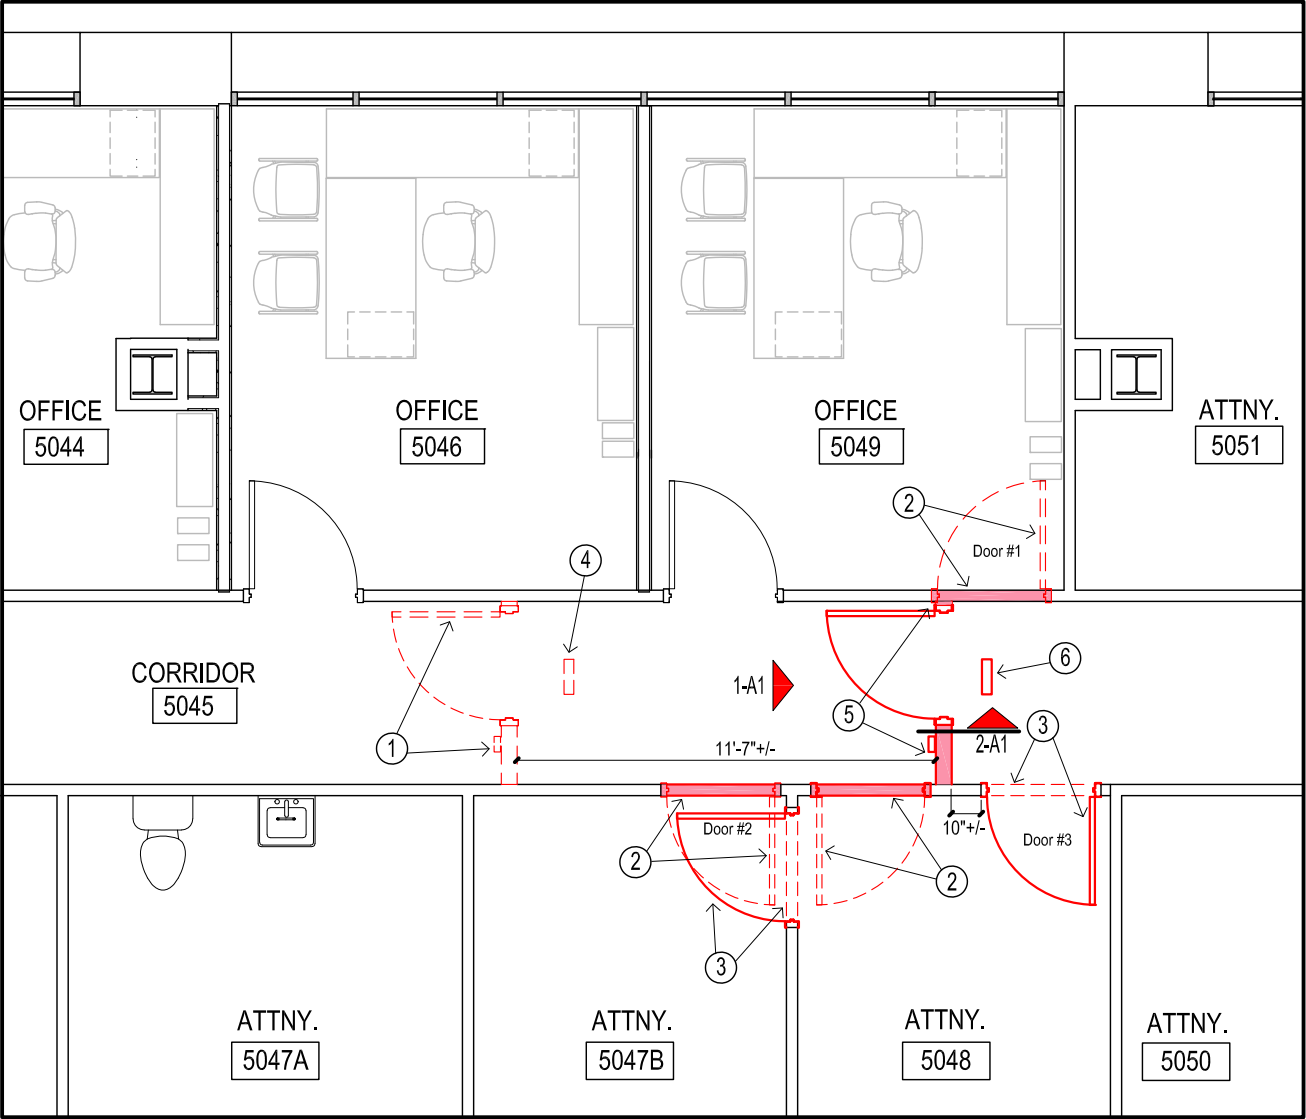 OFFICE
5044
OFFICE
5046
OFFICE
5049
ATTNY.
5051
2
Door #1
4
CORRIDOR
5045
1-A1
6
5
2-A1
3
1
11'-7"+/-
10"+/-
Door #2
Door #3
2
2
3
ATTNY.
5047A
ATTNY.
5047B
ATTNY.
5048
ATTNY.
5050